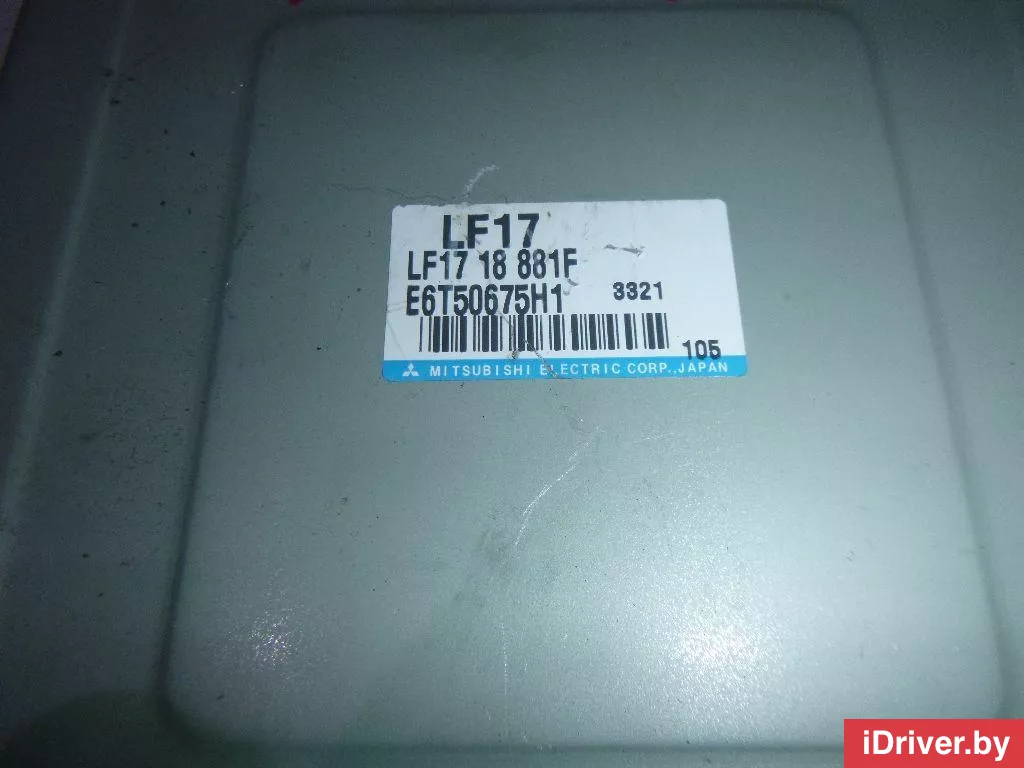 LF17
LF17 18 881F
E6T50675H1 3321
105
MITSUBISHI ELECTRIC CORP., JAPAN
iDriver.by